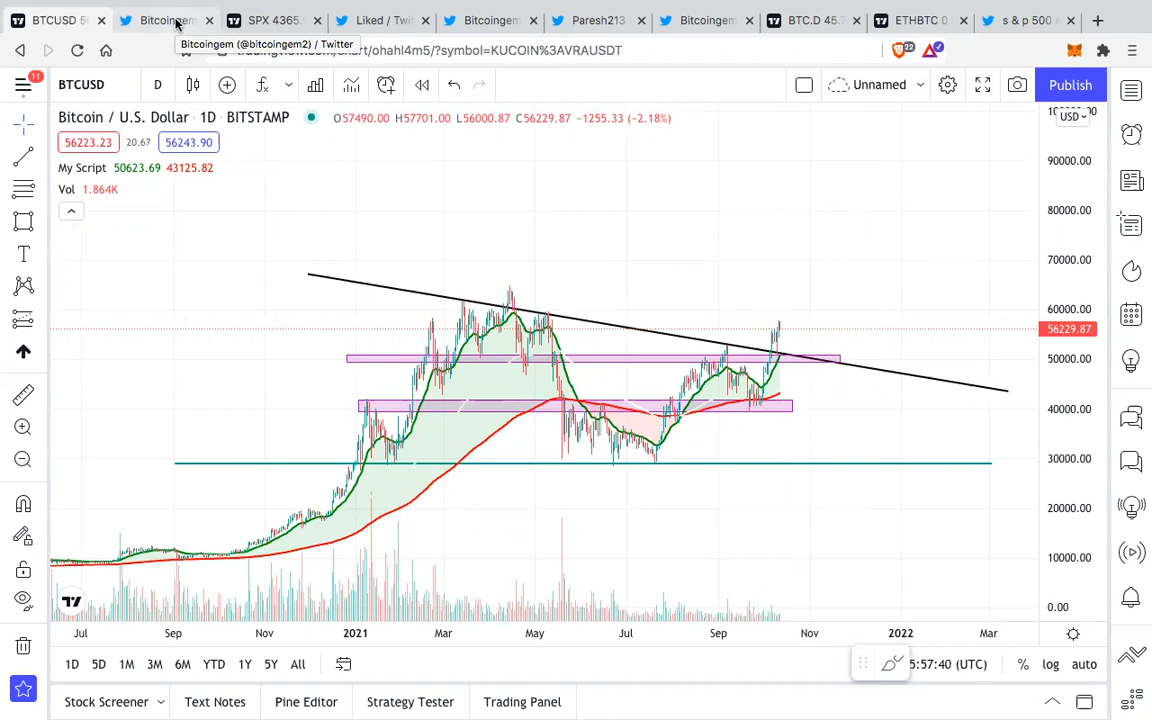 BTCUSD 5
Bitcoingem
SPX 4365.
Liked / Twi
Bitcoingem
Paresh213
Bitcoingem
BTC.D 45.7
ETHBTC 0
s & p 500
Bitcoingem (@bitcoingem2) / Twitter
/chart/ohahl4m5/?symbol=KUCOIN%3AVRAUSDT
22
11
BTCUSD
D
Unnamed
Publish
Bitcoin / U.S. Dollar · 1D · BITSTAMP
O57490.00 H57701.00 L56000.87 C56229.87 −1255.33 (−2.18%)
56223.23
20.67
56243.90
My Script 50623.69 43125.82
Vol 1.864K
USD
90000.00
80000.00
70000.00
60000.00
56229.87
50000.00
40000.00
30000.00
20000.00
10000.00
0.00
Jul
Sep
Nov
2021
Mar
May
Jul
Sep
Nov
2022
Mar
1D
5D
1M
3M
6M
YTD
1Y
5Y
All
5:57:40 (UTC)
%
log
auto
Stock Screener
Text Notes
Pine Editor
Strategy Tester
Trading Panel